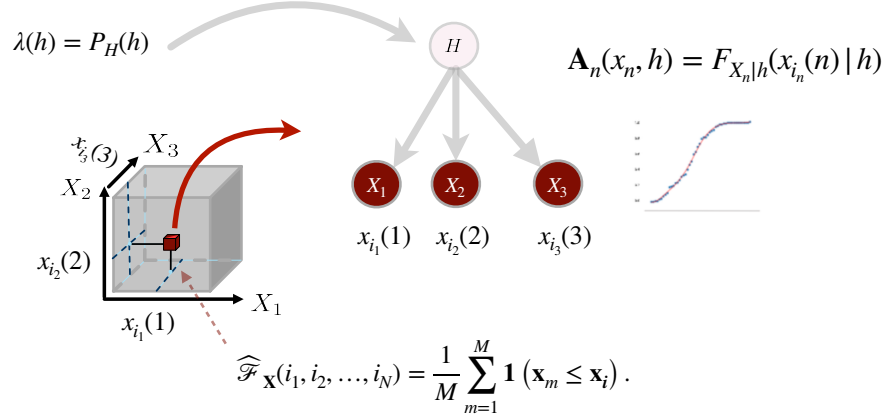 λ(h) = P_H(h)
H
𝐀_n(x_n, h) = F_{X_n|h}(x_{i_n}(n) | h)
x_{i_3}(3)
X_3
X_2
X_1 X_2 X_3
x_{i_1}(1) x_{i_2}(2) x_{i_3}(3)
x_{i_2}(2)
X_1
x_{i_1}(1)
\widehat{ℱ}_𝐗(i_1, i_2, …, i_N) = \frac{1}{M} \sum_{m=1}^{M} 𝟏 (𝐱_m ≤ 𝐱_𝒊) .